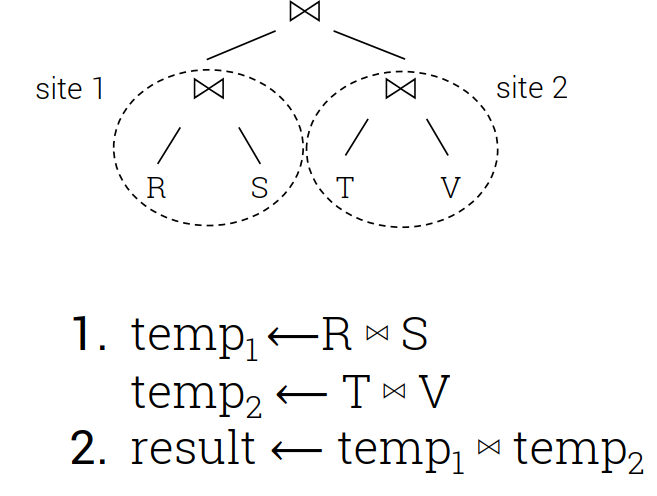 ⋈
site 1 ⋈ ⋈ site 2
R S T V
1. temp₁ ⟵R ⋈ S
temp₂ ⟵ T ⋈ V
2. result ⟵ temp₁ ⋈ temp₂